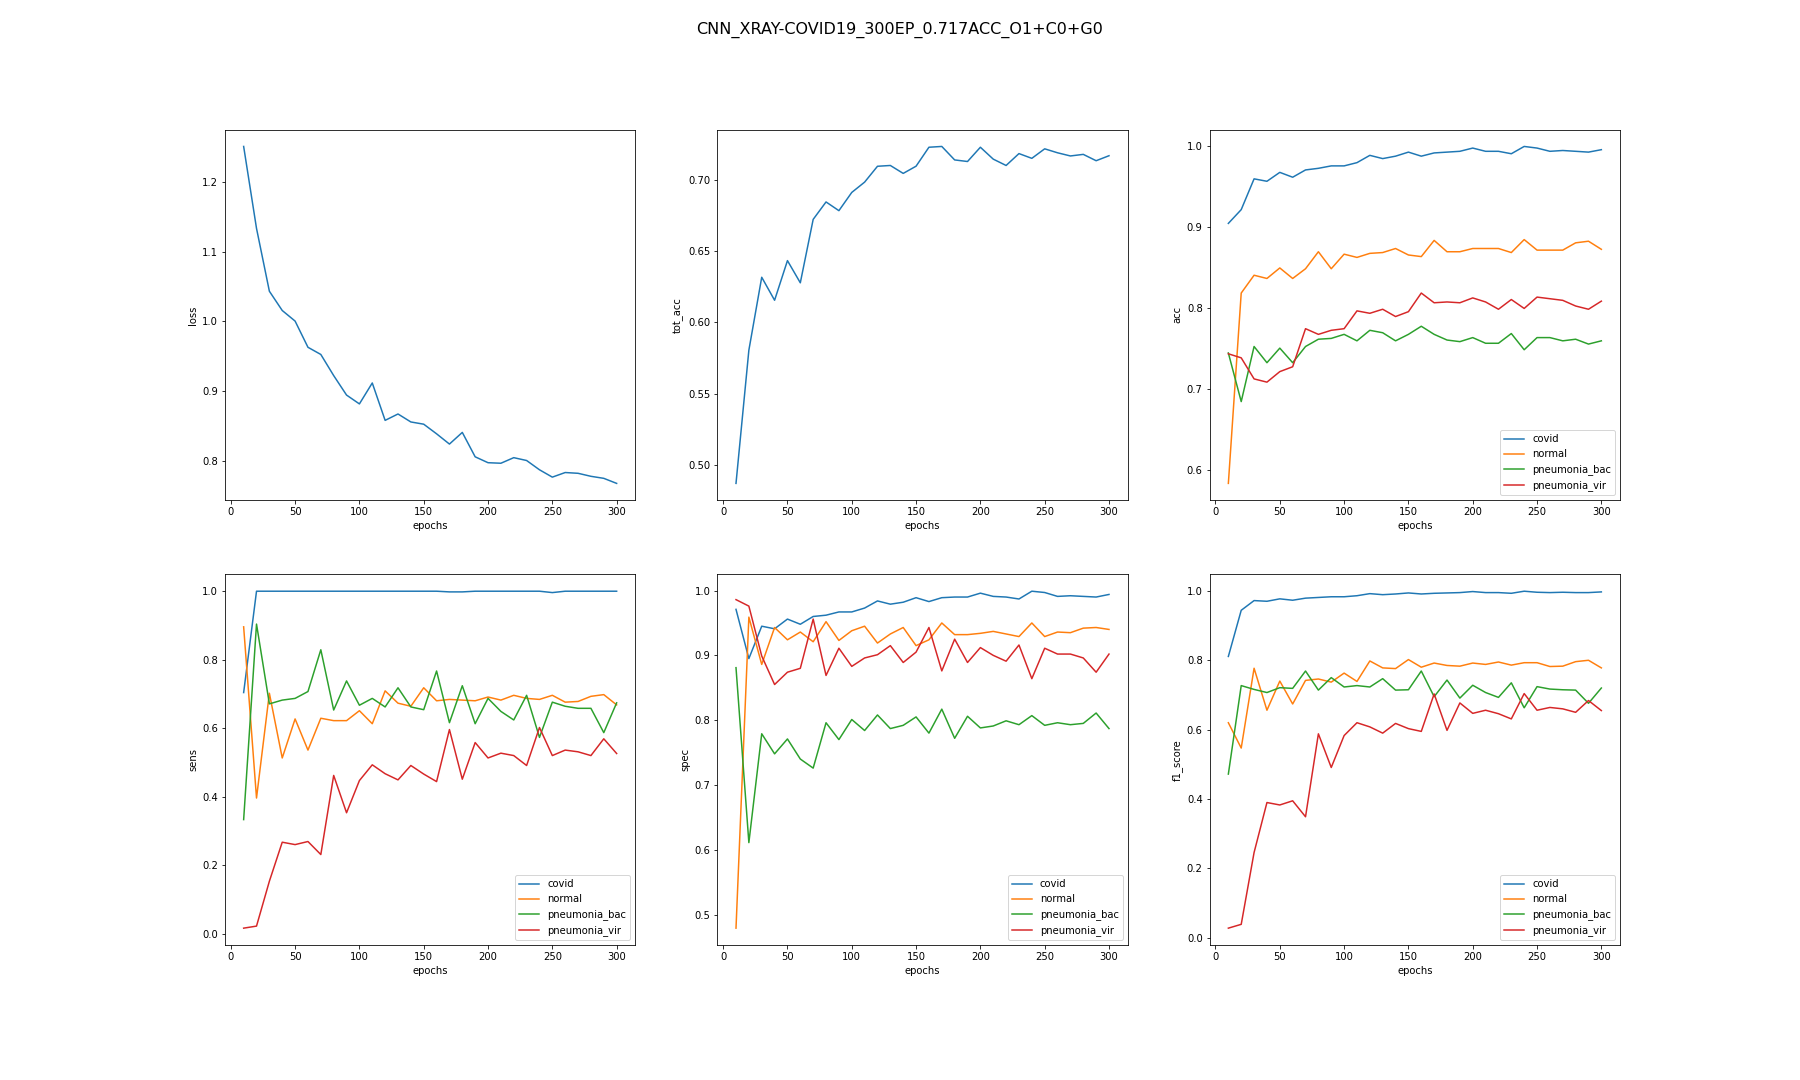 CNN_XRAY-COVID19_300EP_0.717ACC_O1+C0+G0
loss
1.2
1.1
1.0
0.9
0.8
0 50 100 150 200 250 300
epochs
tot_acc
0.70
0.65
0.60
0.55
0.50
0 50 100 150 200 250 300
epochs
acc
1.0
0.9
0.8
0.7
0.6
covid
normal
pneumonia_bac
pneumonia_vir
0 50 100 150 200 250 300
epochs
sens
1.0
0.8
0.6
0.4
0.2
0.0
covid
normal
pneumonia_bac
pneumonia_vir
0 50 100 150 200 250 300
epochs
spec
1.0
0.9
0.8
0.7
0.6
0.5
covid
normal
pneumonia_bac
pneumonia_vir
0 50 100 150 200 250 300
epochs
f1_score
1.0
0.8
0.6
0.4
0.2
0.0
covid
normal
pneumonia_bac
pneumonia_vir
0 50 100 150 200 250 300
epochs